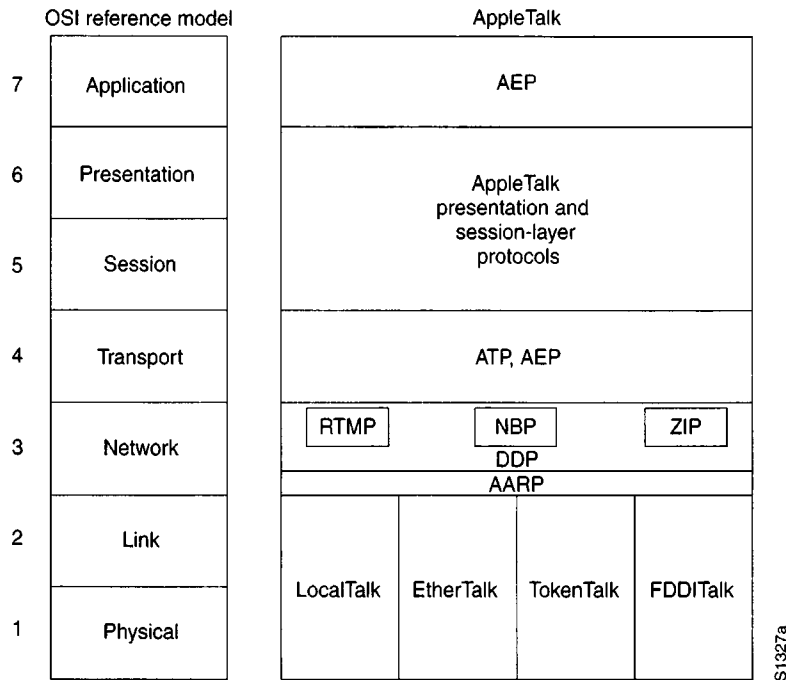 OSI reference model
AppleTalk
7
Application
AEP
6
Presentation
AppleTalk
presentation and
session-layer
protocols
5
Session
4
Transport
ATP, AEP
3
Network
RTMP
NBP
ZIP
DDP
AARP
2
Link
LocalTalk
EtherTalk
TokenTalk
FDDITalk
1
Physical
S1327a